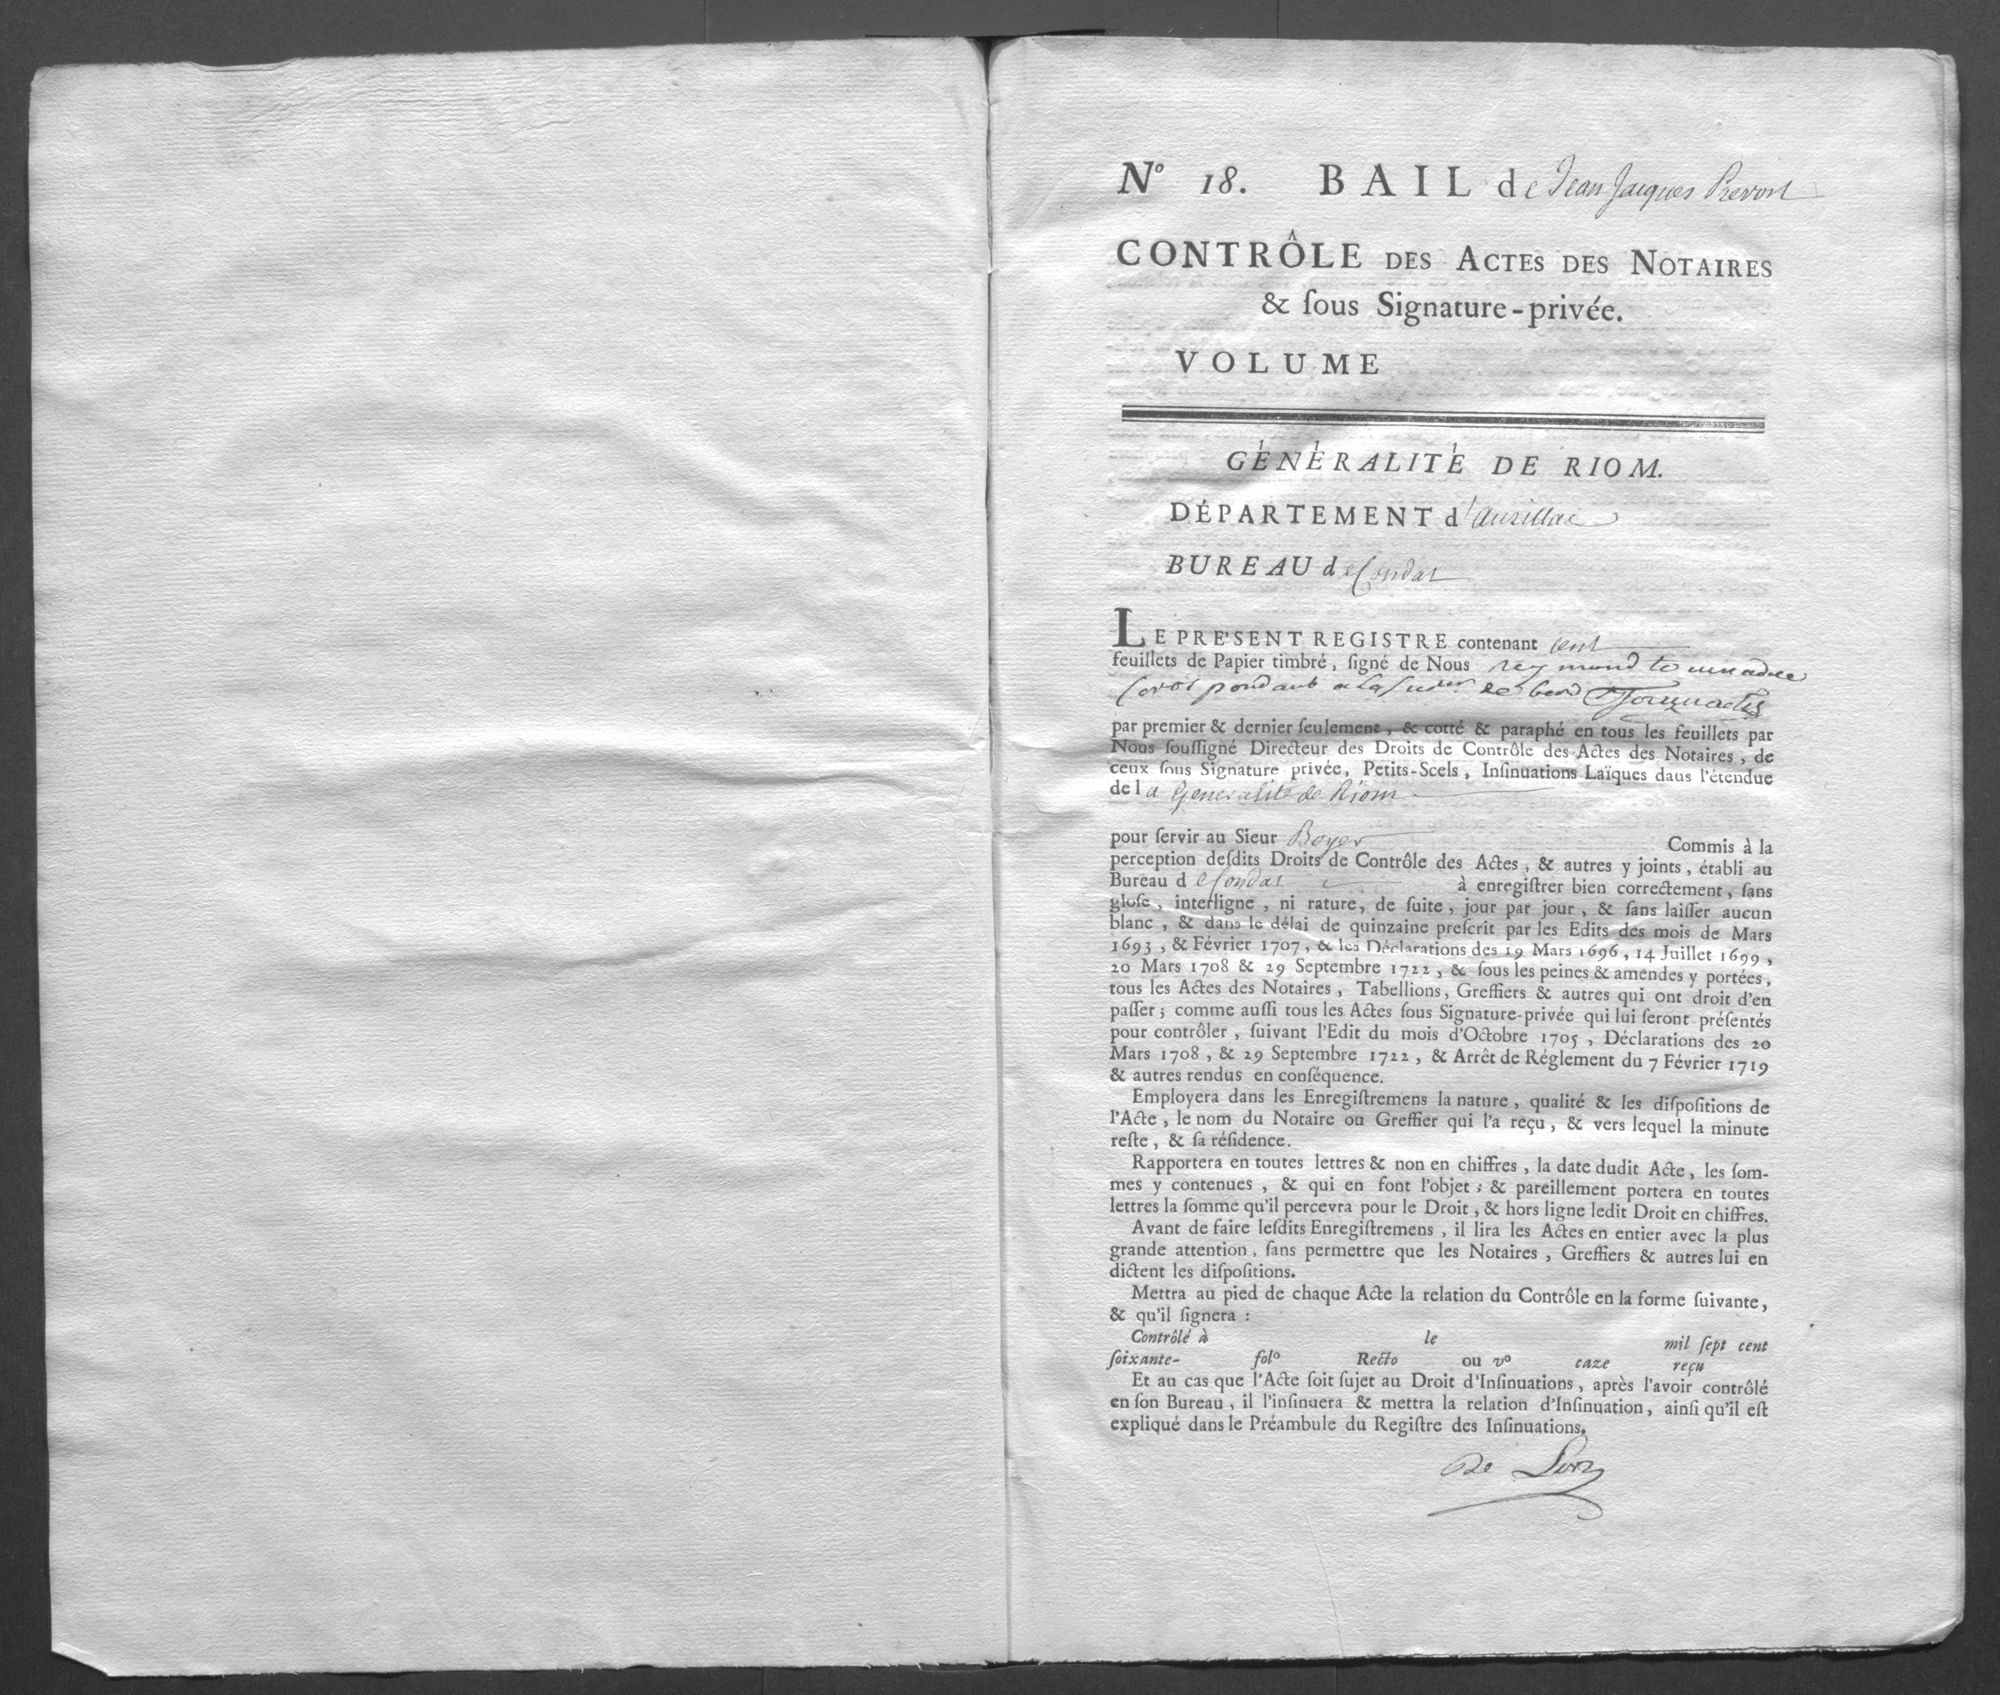 Nº 18. BAIL de Jean Jacques Prevost
CONTRÔLE DES ACTES DES NOTAIRES
& ſous Signature-privée.
VOLUME
GÉNÉRALITÉ DE RIOM.
DÉPARTEMENT d'Aurillac
BUREAU de Condat
LE PRE'SENT REGISTRE contenant cent
feuillets de Papier timbré, ſigné de Nous reymond tournadre
par premier & dernier ſeulement, & cotté & paraphé en tous les feuillets par
Nous ſouſſigné Directeur des Droits de Contrôle des Actes des Notaires, de
ceux ſous Signature privée, Petits-Scels, Inſinuations Laïques daus l'étendue
de la Generalité de Riom
pour ſervir au Sieur Boyer Commis à la
perception deſdits Droits de Contrôle des Actes, & autres y joints, établi au
Bureau de Condat à enregiſtrer bien correctement, ſans
gloſe, interligne, ni rature, de ſuite, jour par jour, & ſans laiſſer aucun
blanc, & dans le délai de quinzaine preſcrit par les Edits des mois de Mars
1693, & Février 1707, & les Déclarations des 19 Mars 1696, 14 Juillet 1699,
20 Mars 1708 & 29 Septembre 1722, & ſous les peines & amendes y portées,
tous les Actes des Notaires, Tabellions, Greffiers & autres qui ont droit d'en
paſſer; comme auſſi tous les Actes ſous Signature-privée qui lui ſeront préſentés
pour contrôler, ſuivant l'Edit du mois d'Octobre 1705, Déclarations des 20
Mars 1708, & 29 Septembre 1722, & Arrêt de Réglement du 7 Février 1719
& autres rendus en conſéquence.
Employera dans les Enregiſtremens la nature, qualité & les diſpoſitions de
l'Acte, le nom du Notaire ou Greffier qui l'a reçu, & vers lequel la minute
reſte, & ſa réſidence.
Rapportera en toutes lettres & non en chiffres, la date dudit Acte, les ſom-
mes y contenues, & qui en font l'objet; & pareillement portera en toutes
lettres la ſomme qu'il percevra pour le Droit, & hors ligne ledit Droit en chiffres.
Avant de faire leſdits Enregiſtremens, il lira les Actes en entier avec la plus
grande attention, ſans permettre que les Notaires, Greffiers & autres lui en
dictent les diſpoſitions.
Mettra au pied de chaque Acte la relation du Contrôle en la forme ſuivante,
& qu'il ſignera :
Contrôlé à le mil ſept cent
ſoixante- folº Recto ou vº caze reçu
Et au cas que l'Acte ſoit ſujet au Droit d'Inſinuations, après l'avoir contrôlé
en ſon Bureau, il l'inſinuera & mettra la relation d'Inſinuation, ainſi qu'il eſt
expliqué dans le Préambule du Regiſtre des Inſinuations.
De